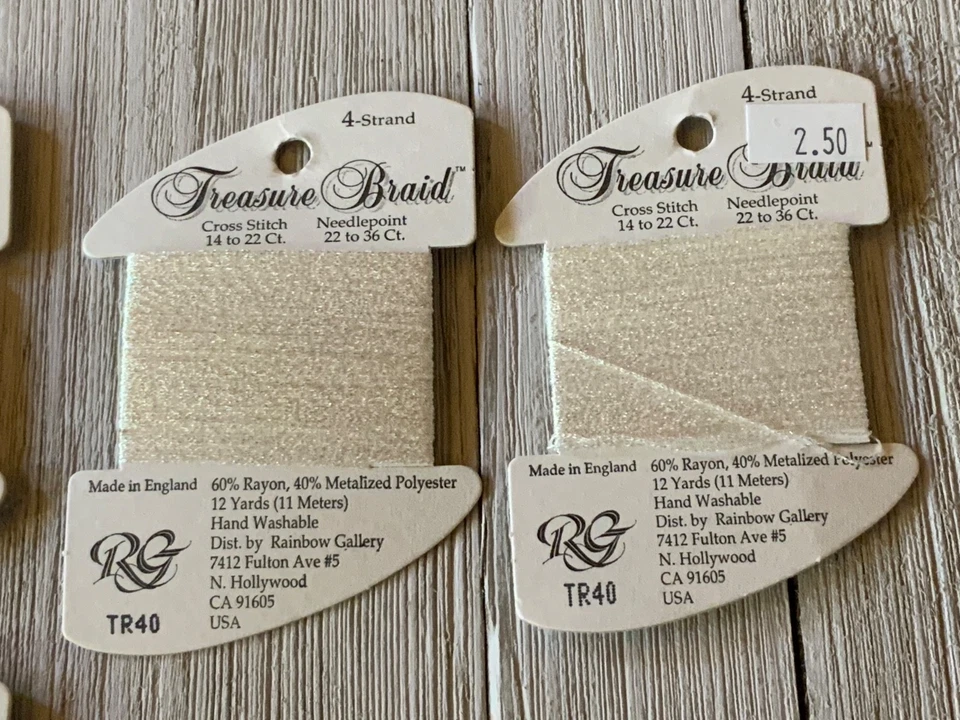 4-Strand
Treasure Braid™
Cross Stitch Needlepoint
14 to 22 Ct. 22 to 36 Ct.
Made in England 60% Rayon, 40% Metalized Polyester
12 Yards (11 Meters)
Hand Washable
Dist. by Rainbow Gallery
7412 Fulton Ave #5
N. Hollywood
CA 91605
USA
RG
TR40
4-Strand
2.50
Treasure Braid™
Cross Stitch Needlepoint
14 to 22 Ct. 22 to 36 Ct.
Made in England 60% Rayon, 40% Metalized Polyester
12 Yards (11 Meters)
Hand Washable
Dist. by Rainbow Gallery
7412 Fulton Ave #5
N. Hollywood
CA 91605
USA
RG
TR40